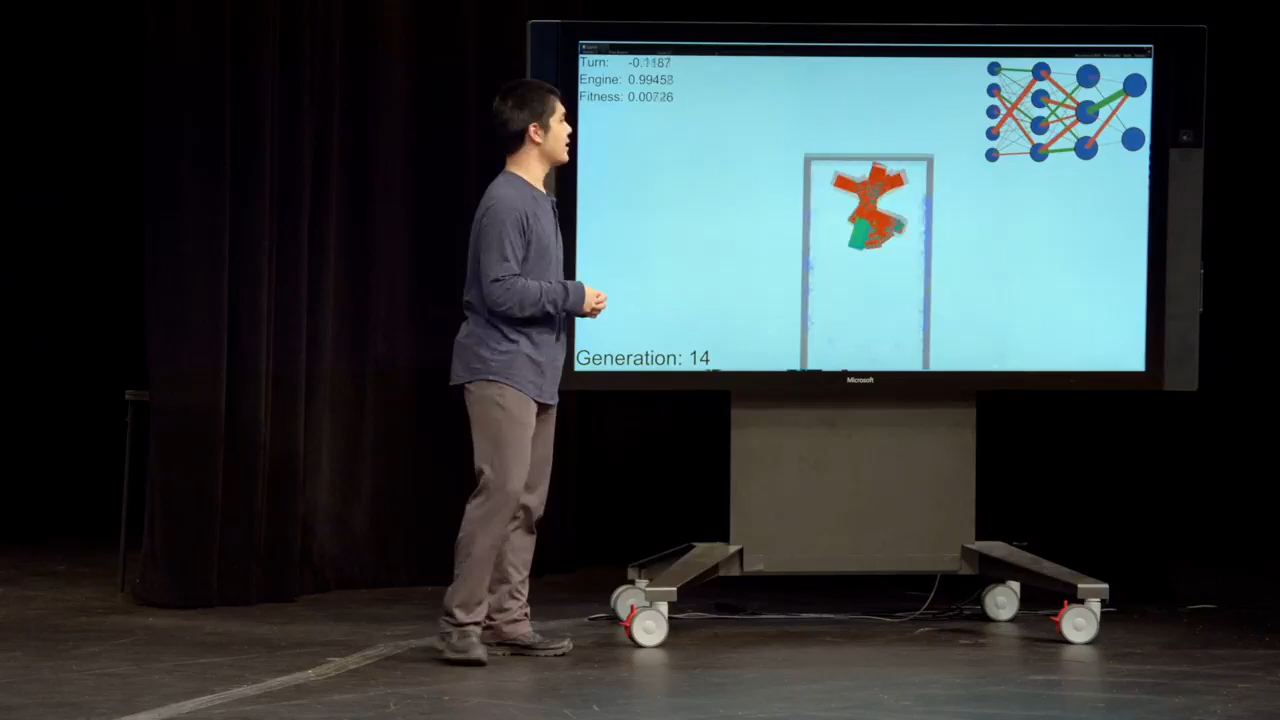 Turn: -0.1187
Engine: 0.99458
Fitness: 0.00726
Generation: 14
Microsoft